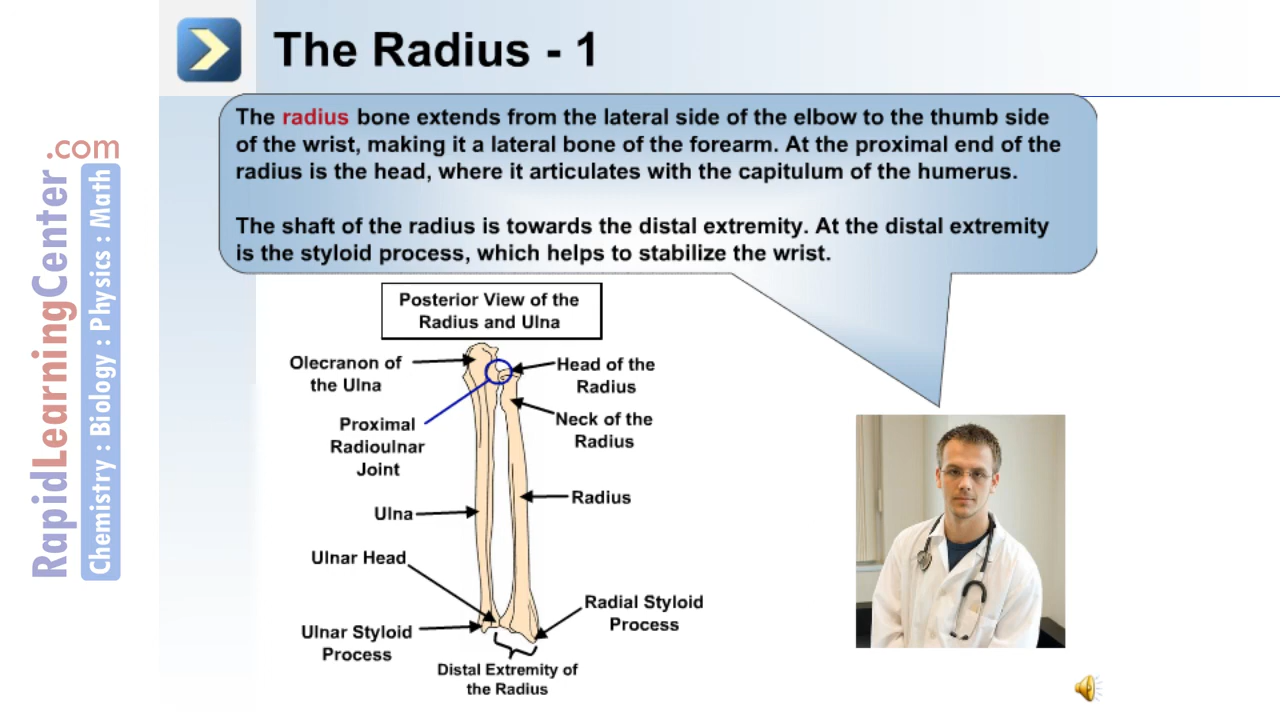 The Radius - 1
RapidLearningCenter.com
Chemistry : Biology : Physics : Math
The radius bone extends from the lateral side of the elbow to the thumb side
of the wrist, making it a lateral bone of the forearm. At the proximal end of the
radius is the head, where it articulates with the capitulum of the humerus.
The shaft of the radius is towards the distal extremity. At the distal extremity
is the styloid process, which helps to stabilize the wrist.
Posterior View of the
Radius and Ulna
Olecranon of
the Ulna
Head of the
Radius
Proximal
Radioulnar
Joint
Neck of the
Radius
Radius
Ulna
Ulnar Head
Radial Styloid
Process
Ulnar Styloid
Process
Distal Extremity of
the Radius